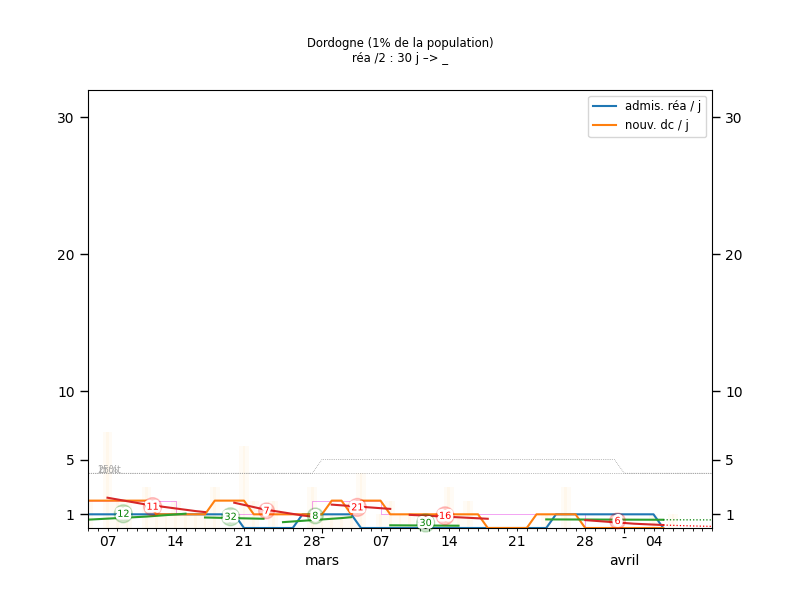 Dordogne (1% de la population)
réa /2 : 30 j –> _
admis. réa / j
nouv. dc / j
30 30
20 20
10 10
5 5
1 1
12 11 32 7 8 21 30 16 6
07 14 21 28 - 07 14 21 28 - 04
mars avril